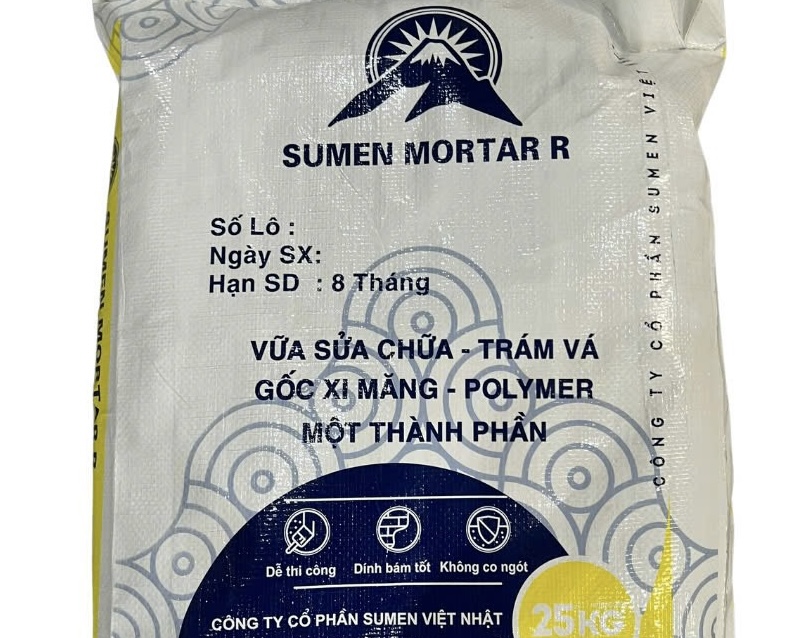 SUMEN MORTAR R
Số Lô :
Ngày SX:
Hạn SD : 8 Tháng
VỮA SỬA CHỮA - TRÁM VÁ
GỐC XI MĂNG - POLYMER
MỘT THÀNH PHẦN
Dễ thi công
Dính bám tốt
Không co ngót
CÔNG TY CỔ PHẦN SUMEN VIỆT NHẬT
25KG
CÔNG TY CỔ PHẦN SUMEN VIỆT
SUMEN MORTAR R